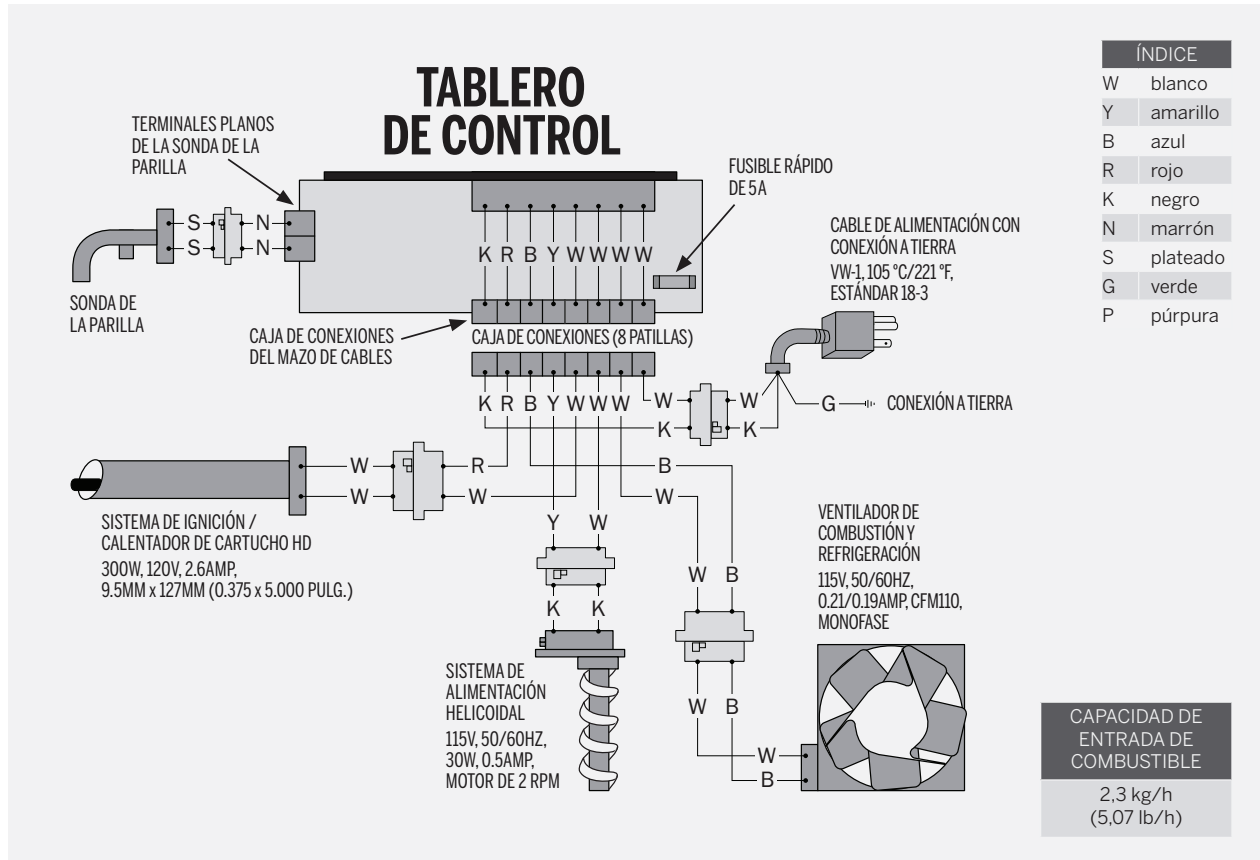 TABLERO
DE CONTROL
TERMINALES PLANOS
DE LA SONDA DE LA
PARILLA
FUSIBLE RÁPIDO
DE 5 A
CABLE DE ALIMENTACIÓN CON
CONEXIÓN A TIERRA
VW-1, 105 °C/221 °F,
ESTÁNDAR 18-3
ÍNDICE
W blanco
Y amarillo
B azul
R rojo
K negro
N marrón
S plateado
G verde
P púrpura
S N
S N
K R B Y W W W W
SONDA DE
LA PARILLA
CAJA DE CONEXIONES
DEL MAZO DE CABLES
CAJA DE CONEXIONES (8 PATILLAS)
K R B Y W W W
W W
K K
G CONEXIÓN A TIERRA
W R B
W W W
SISTEMA DE IGNICIÓN /
CALENTADOR DE CARTUCHO HD
300W, 120V, 2.6AMP,
9.5MM x 127MM (0.375 x 5.000 PULG.)
Y W
K K
W B
W B
W
B
VENTILADOR DE
COMBUSTIÓN Y
REFRIGERACIÓN
115V, 50/60HZ,
0.21/0.19AMP, CFM110,
MONOFASE
SISTEMA DE
ALIMENTACIÓN
HELICOIDAL
115V, 50/60HZ,
30W, 0.5AMP,
MOTOR DE 2 RPM
CAPACIDAD DE
ENTRADA DE
COMBUSTIBLE
2,3 kg/h
(5,07 lb/h)